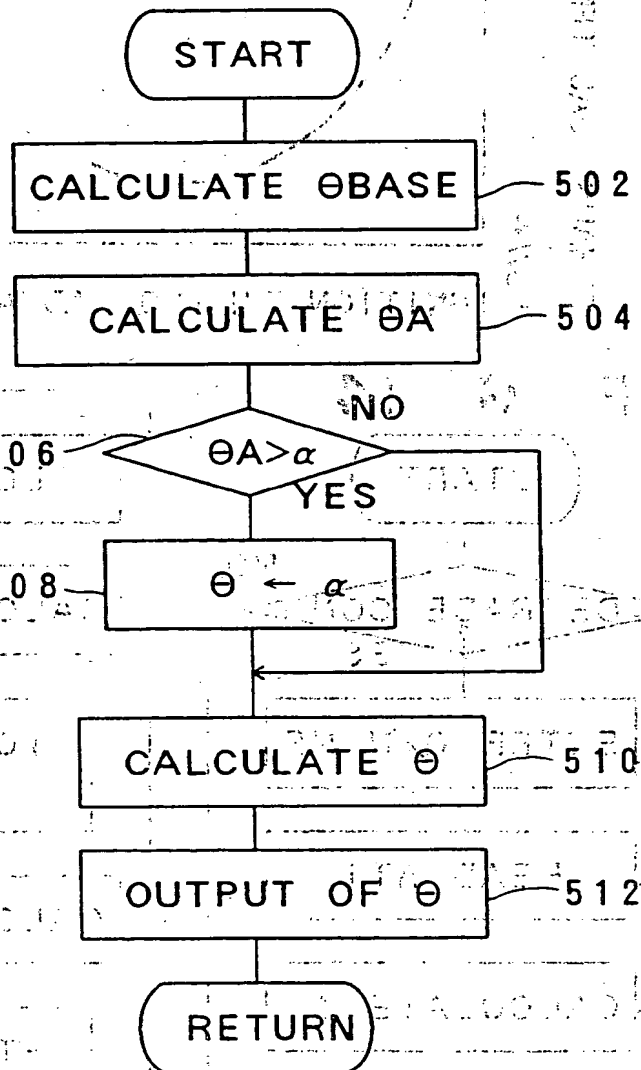 START
CALCULATE ΘBASE
502
CALCULATE ΘA
504
NO
06
ΘA>α
YES
08
Θ ← α
CALCULATE Θ
510
OUTPUT OF Θ
512
RETURN